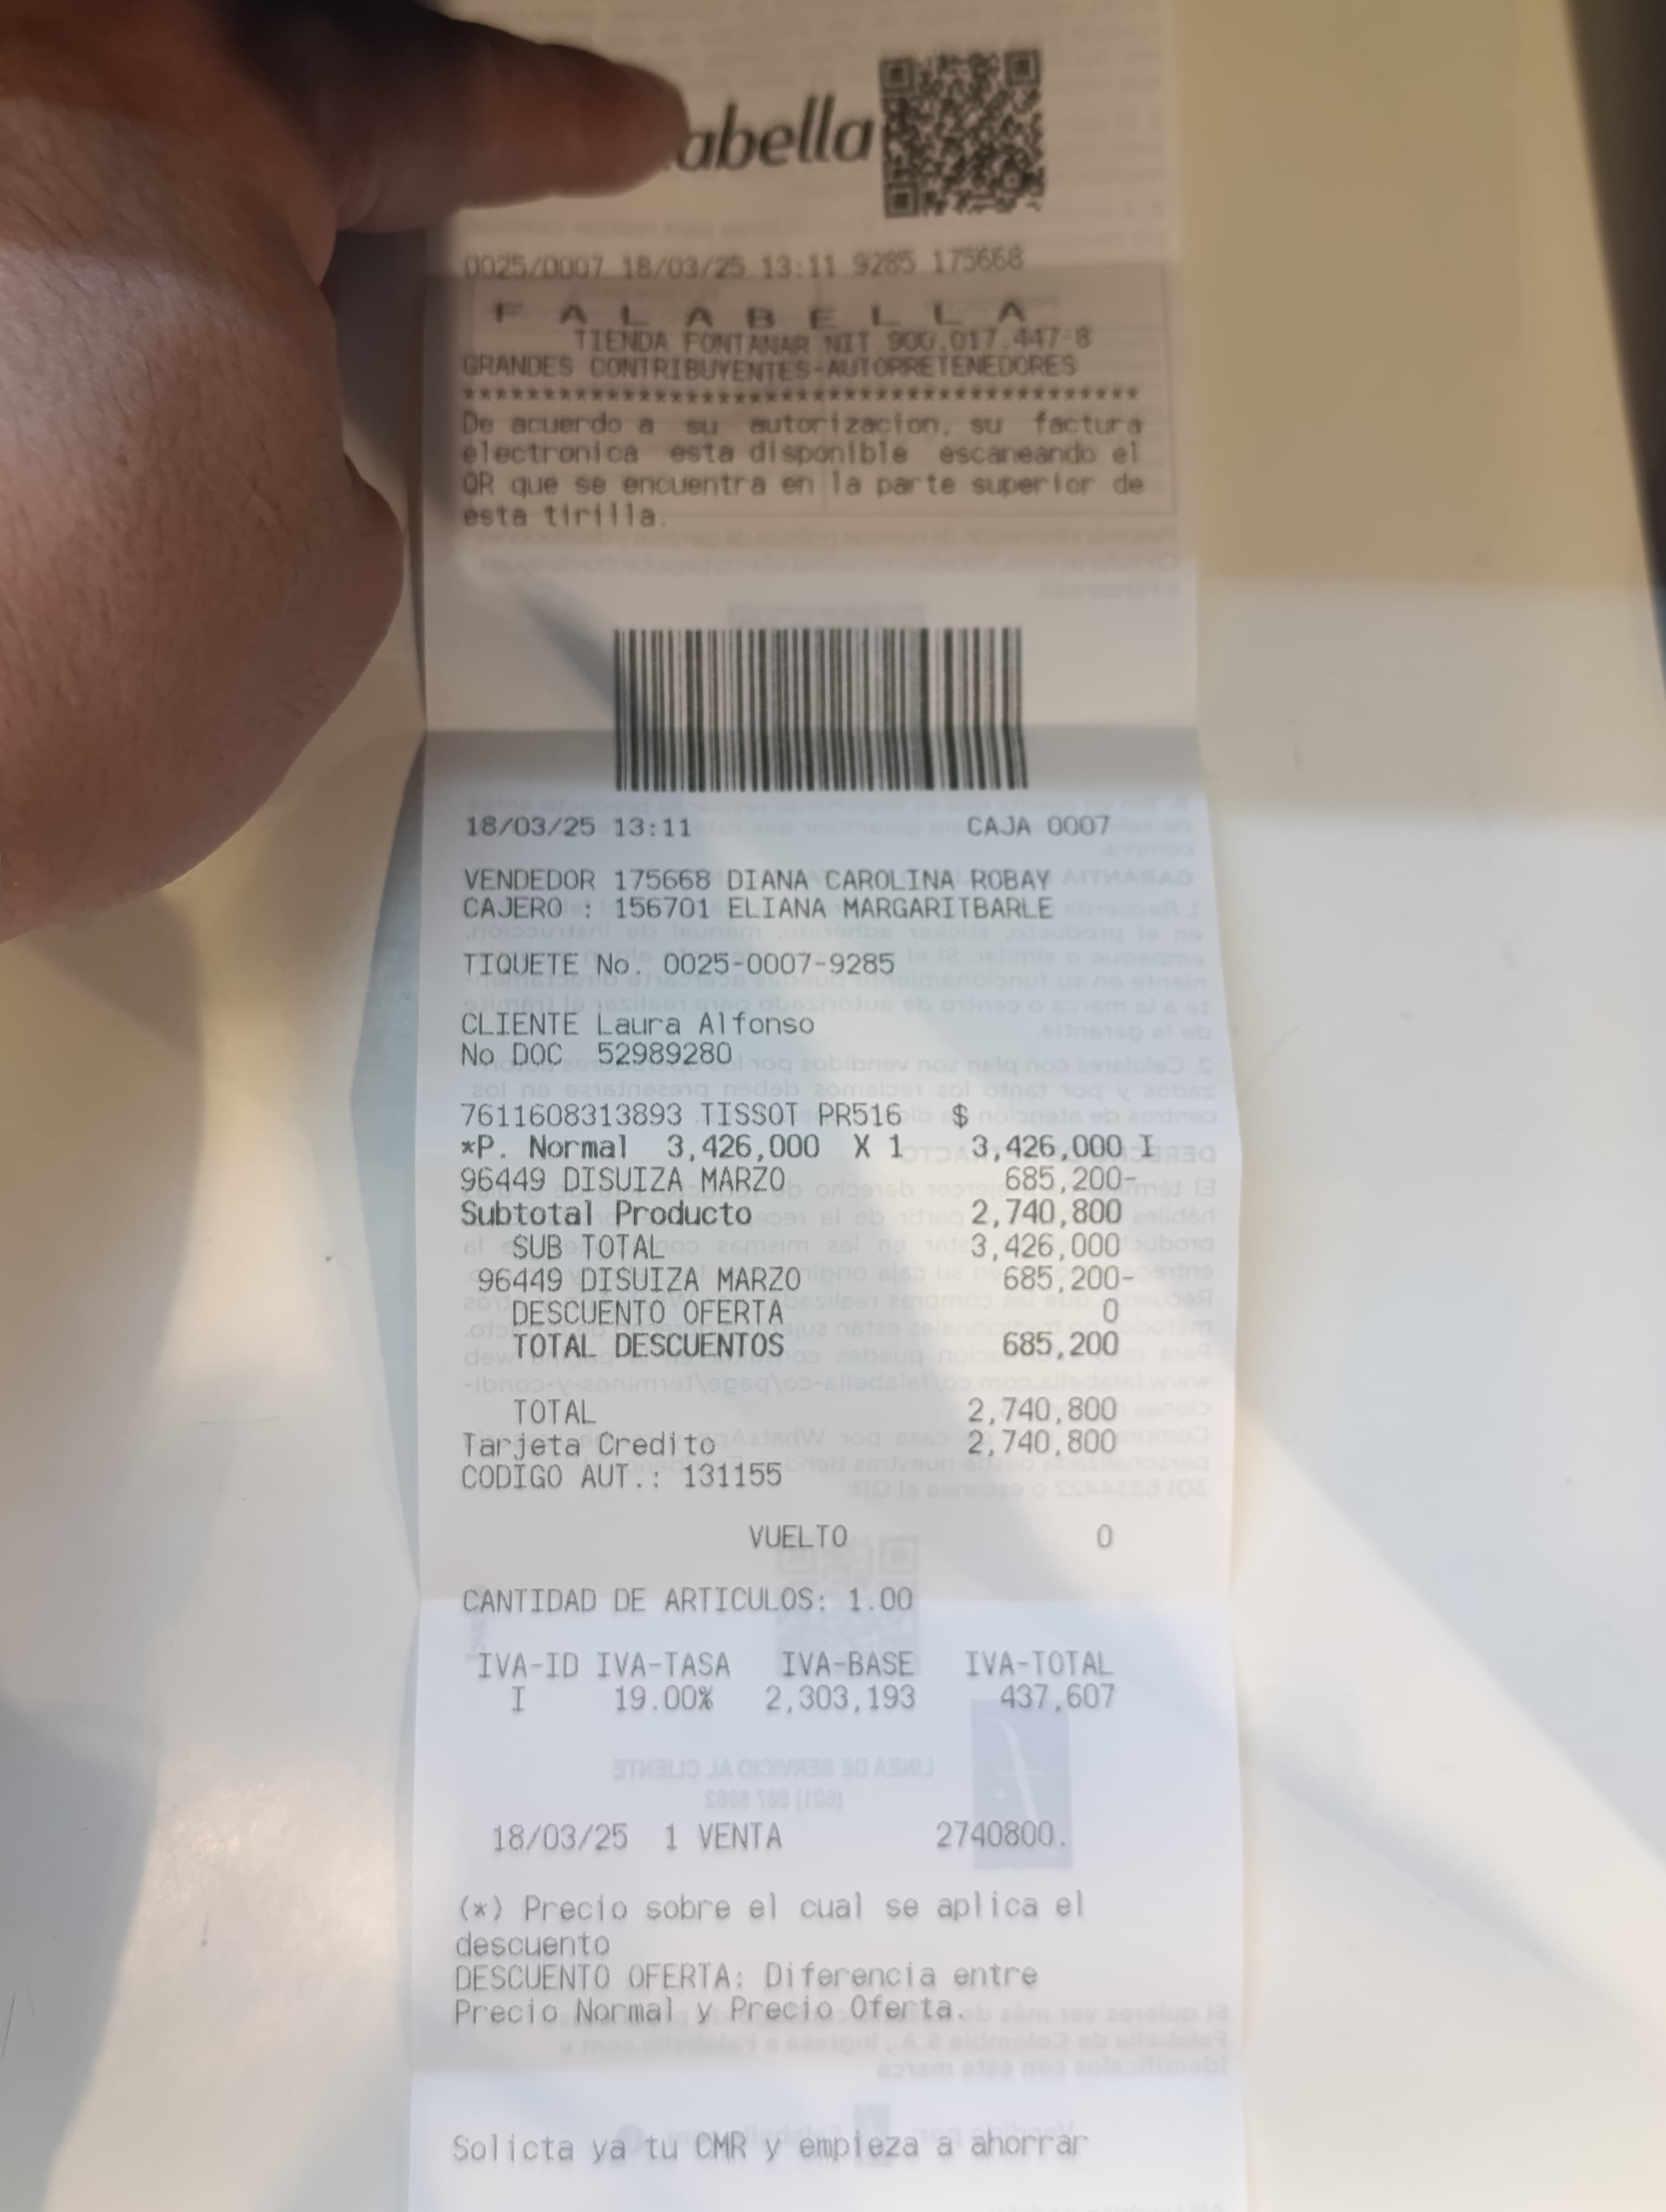 abella
0025/0007 18/03/25 13:11 9285 175668
F A L A B E L L A
TIENDA FONTANAR NIT 900.017.447-8
GRANDES CONTRIBUYENTES-AUTORRETENEDORES
******************************************
De acuerdo a su autorizacion, su factura
electronica esta disponible escaneando el
QR que se encuentra en la parte superior de
esta tirilla.
18/03/25 13:11 CAJA 0007
VENDEDOR 175668 DIANA CAROLINA ROBAY
CAJERO : 156701 ELIANA MARGARITBARLE
TIQUETE No. 0025-0007-9285
CLIENTE Laura Alfonso
No DOC 52989280
7611608313893 TISSOT PR516 $
*P. Normal 3,426,000 X 1 3,426,000 I
96449 DISUIZA MARZO 685,200-
Subtotal Producto 2,740,800
SUB TOTAL 3,426,000
96449 DISUIZA MARZO 685,200-
DESCUENTO OFERTA 0
TOTAL DESCUENTOS 685,200
TOTAL 2,740,800
Tarjeta Credito 2,740,800
CODIGO AUT.: 131155
VUELTO 0
CANTIDAD DE ARTICULOS: 1.00
IVA-ID IVA-TASA IVA-BASE IVA-TOTAL
I 19.00% 2,303,193 437,607
18/03/25 1 VENTA 2740800.
(*) Precio sobre el cual se aplica el
descuento
DESCUENTO OFERTA: Diferencia entre
Precio Normal y Precio Oferta.
Solicta ya tu CMR y empieza a ahorrar